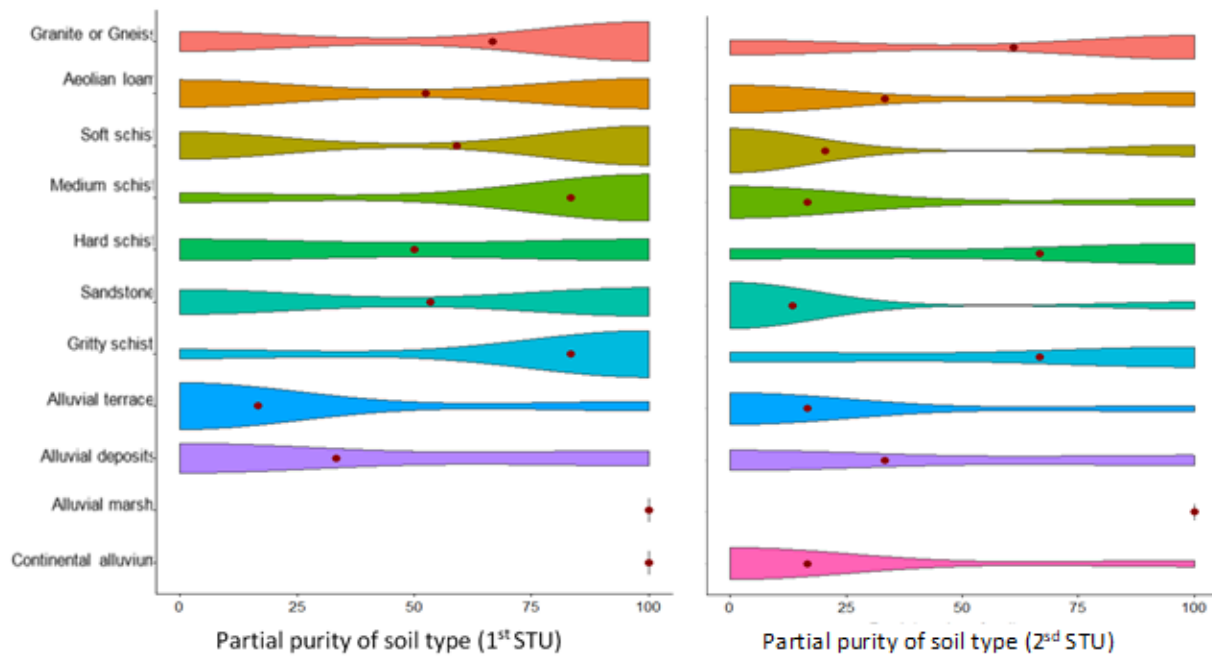 Granite or Gneiss
Aeolian loam
Soft schist
Medium schist
Hard schist
Sandstone
Gritty schist
Alluvial terrace
Alluvial deposits
Alluvial marsh
Continental alluvium
0 25 50 75 100
0 25 50 75 100
Partial purity of soil type (1st STU)
Partial purity of soil type (2sd STU)